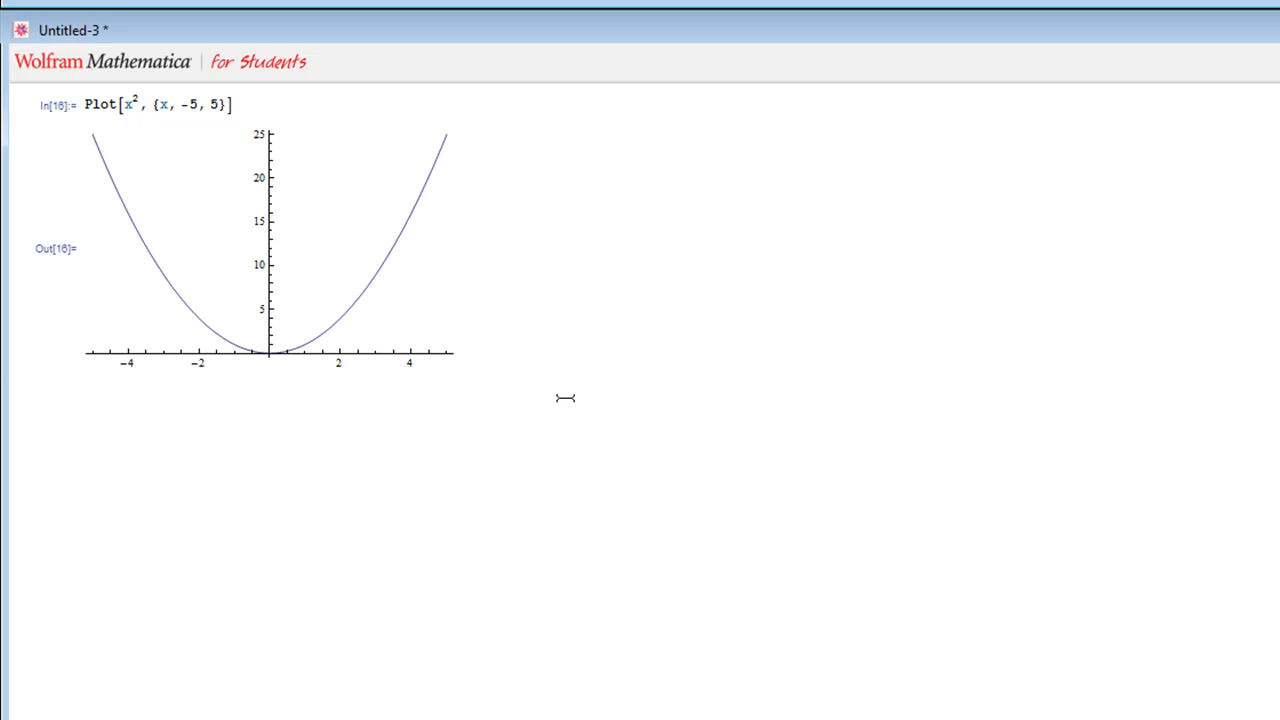 Untitled-3 *
Wolfram Mathematica | for Students
In[16]:= Plot[x², {x, -5, 5}]
25
20
15
Out[16]=
10
5
-4 -2 2 4